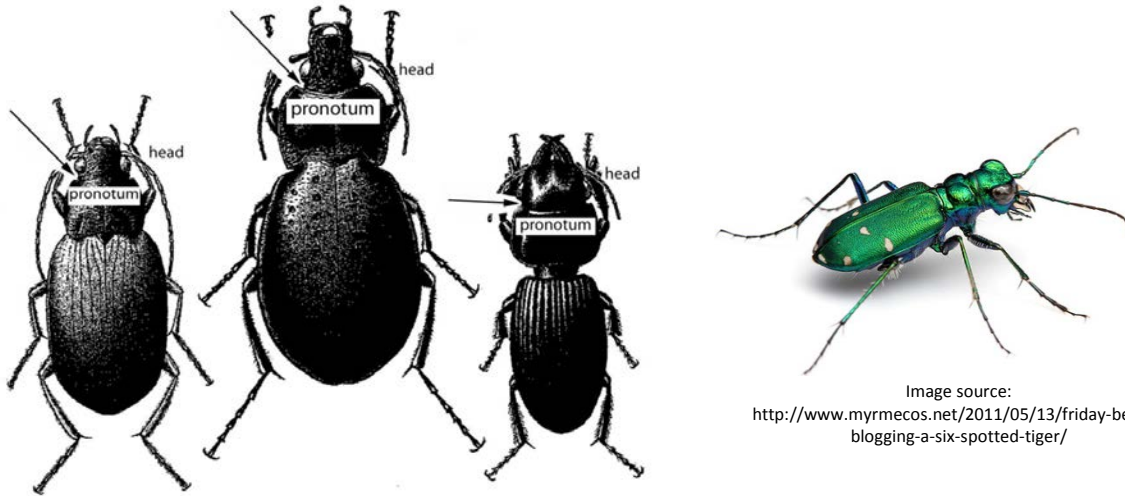 head
pronotum
head
pronotum
head
pronotum
Image source:
http://www.myrmecos.net/2011/05/13/friday-be
blogging-a-six-spotted-tiger/